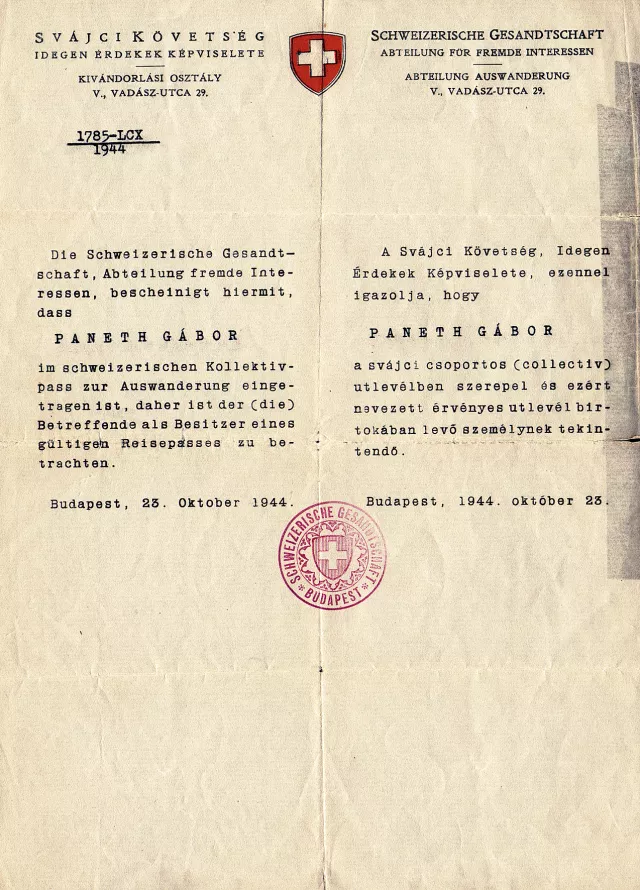 SVÁJCI KÖVETSÉG
IDEGEN ÉRDEKEK KÉPVISELETE
KIVÁNDORLÁSI OSZTÁLY
V., VADÁSZ-UTCA 29.
SCHWEIZERISCHE GESANDTSCHAFT
ABTEILUNG FÜR FREMDE INTERESSEN
ABTEILUNG AUSWANDERUNG
V., VADÁSZ-UTCA 29.
1785-LCX
1944
Die Schweizerische Gesandt-
schaft, Abteilung fremde Inte-
ressen, bescheinigt hiermit,
dass
PANETH GÁBOR
im schweizerischen Kollektiv-
pass zur Auswanderung einge-
tragen ist, daher ist der (die)
Betreffende als Besitzer eines
gültigen Reisepasses zu be-
trachten.
Budapest, 23. Oktober 1944.
A Svájci Követség, Idegen
Érdekek Képviselete, ezennel
igazolja, hogy
PANETH GÁBOR
a svájci csoportos (collectiv)
utlevélben szerepel és ezért
nevezett érvényes utlevél bir-
tokában levő személynek tekin-
tendő.
Budapest, 1944. október 23.
SCHWEIZERISCHE GESANDTSCHAFT
* BUDAPEST *